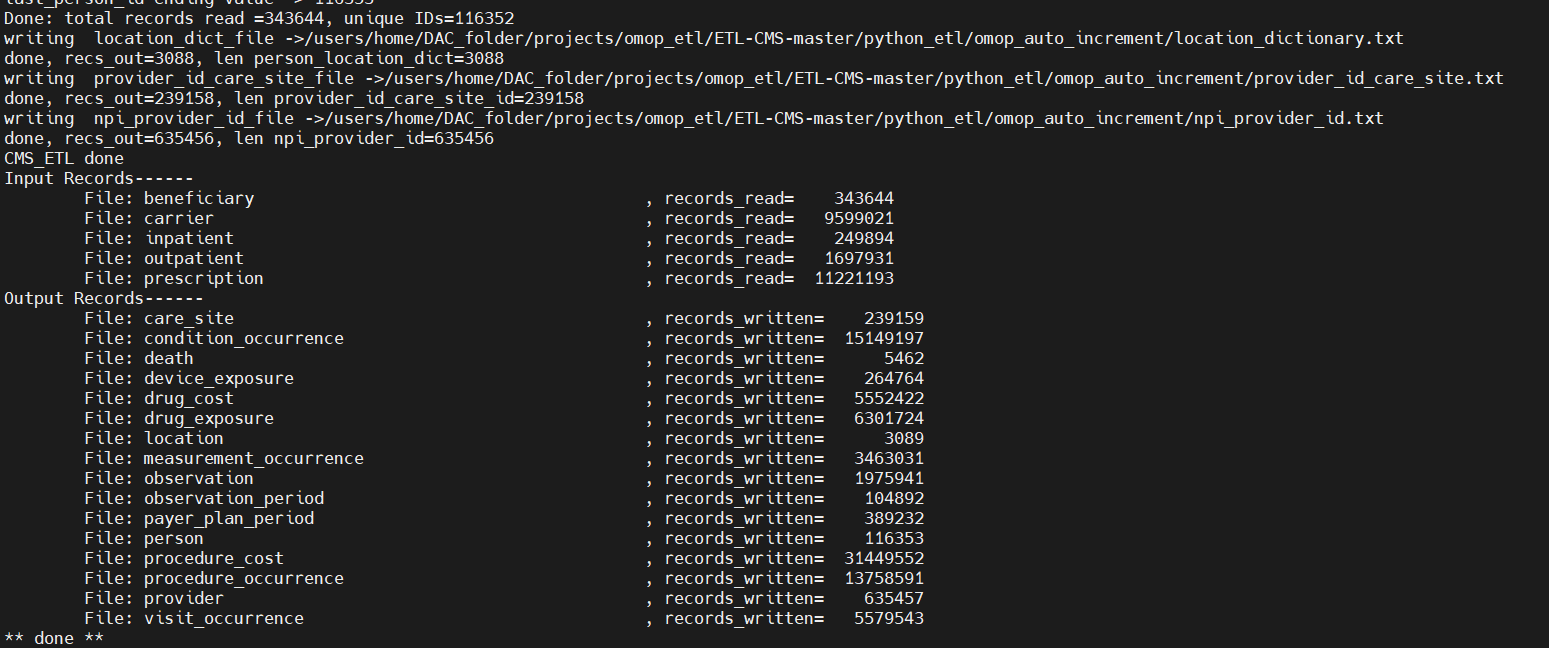 last_person_id ending value -> 116353
Done: total records read =343644, unique IDs=116352
writing  location_dict_file ->/users/home/DAC_folder/projects/omop_etl/ETL-CMS-master/python_etl/omop_auto_increment/location_dictionary.txt
done, recs_out=3088, len person_location_dict=3088
writing  provider_id_care_site_file ->/users/home/DAC_folder/projects/omop_etl/ETL-CMS-master/python_etl/omop_auto_increment/provider_id_care_site.txt
done, recs_out=239158, len provider_id_care_site_id=239158
writing  npi_provider_id_file ->/users/home/DAC_folder/projects/omop_etl/ETL-CMS-master/python_etl/omop_auto_increment/npi_provider_id.txt
done, recs_out=635456, len npi_provider_id=635456
CMS_ETL done
Input Records------
File: beneficiary , records_read= 343644
File: carrier , records_read= 9599021
File: inpatient , records_read= 249894
File: outpatient , records_read= 1697931
File: prescription , records_read= 11221193
Output Records------
File: care_site , records_written= 239159
File: condition_occurrence , records_written= 15149197
File: death , records_written= 5462
File: device_exposure , records_written= 264764
File: drug_cost , records_written= 5552422
File: drug_exposure , records_written= 6301724
File: location , records_written= 3089
File: measurement_occurrence , records_written= 3463031
File: observation , records_written= 1975941
File: observation_period , records_written= 104892
File: payer_plan_period , records_written= 389232
File: person , records_written= 116353
File: procedure_cost , records_written= 31449552
File: procedure_occurrence , records_written= 13758591
File: provider , records_written= 635457
File: visit_occurrence , records_written= 5579543
** done **